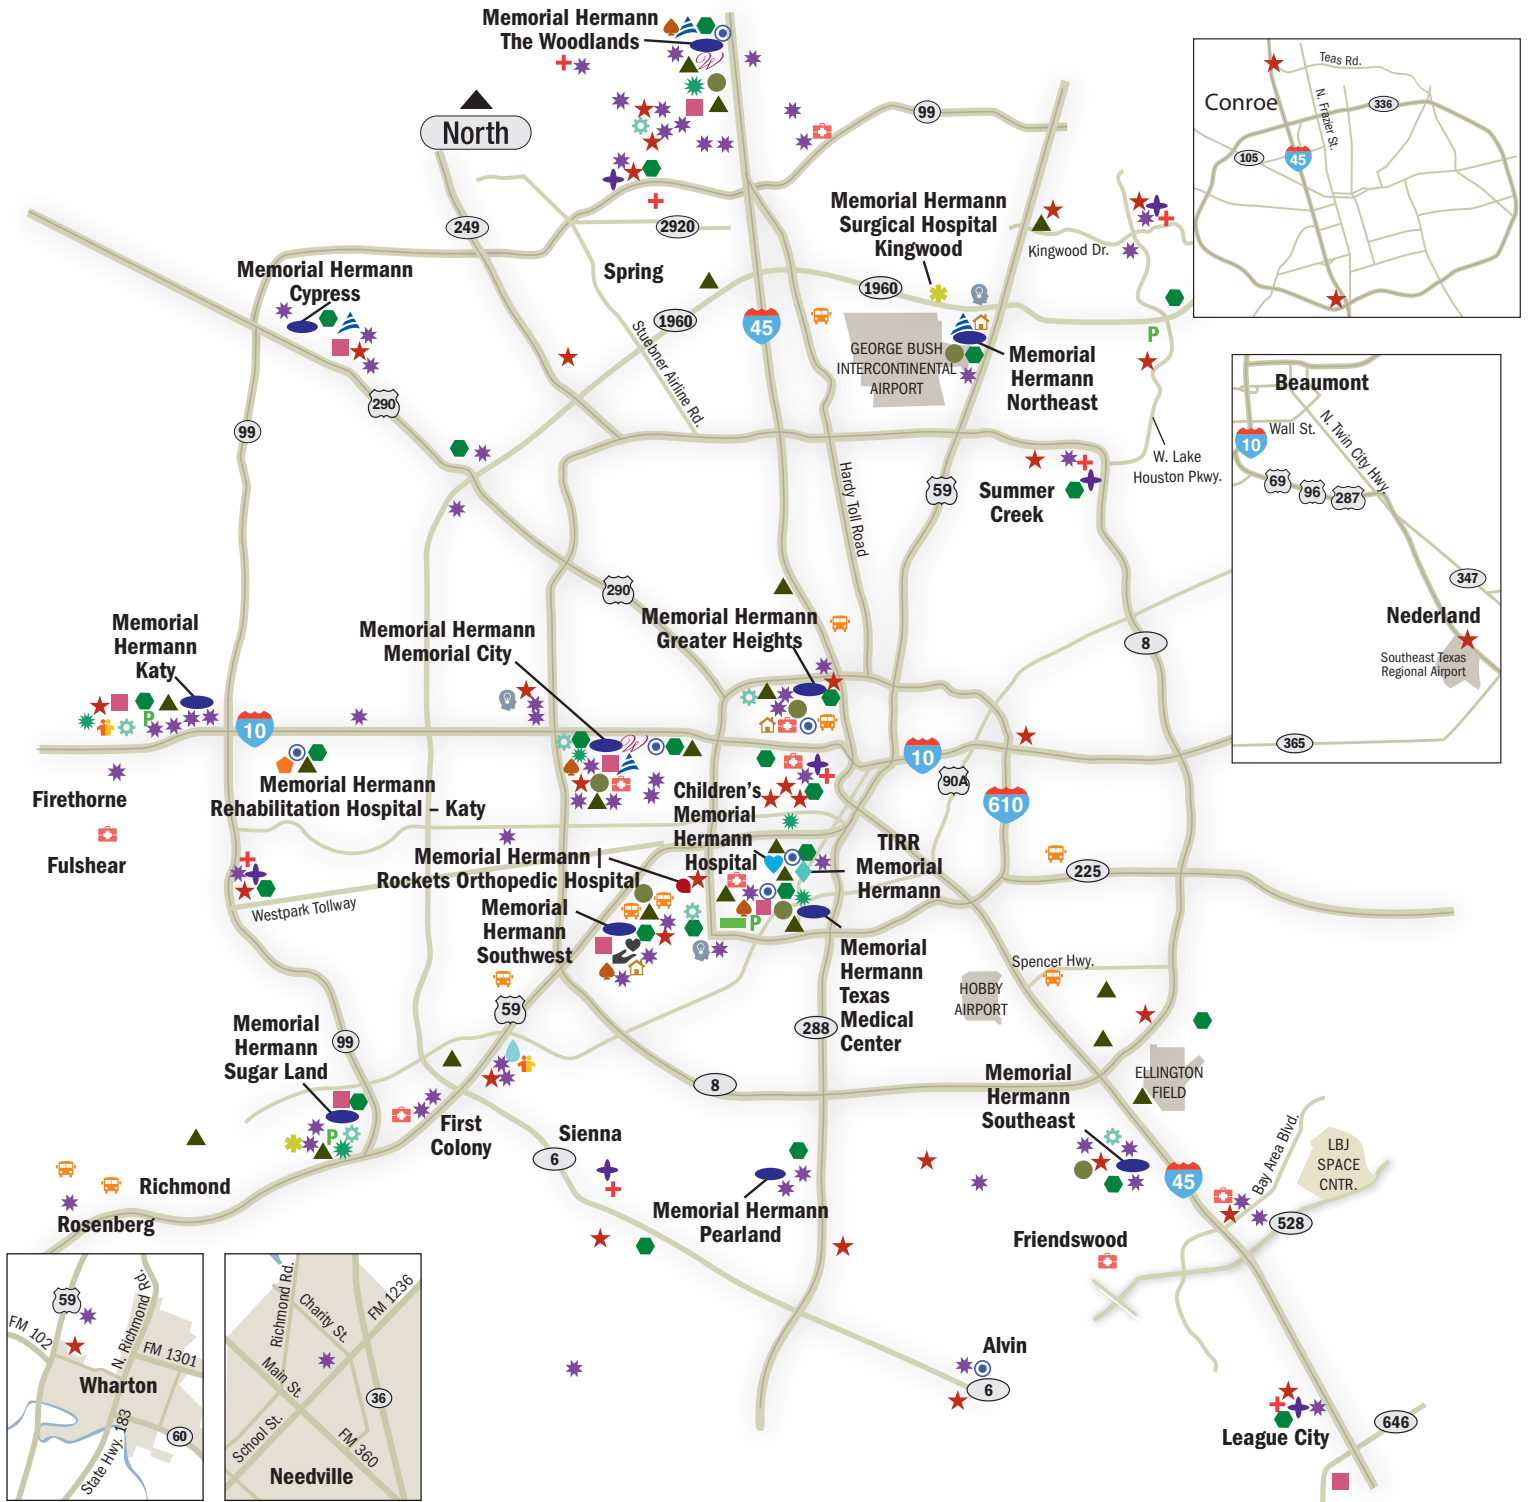 Memorial Hermann
The Woodlands
North
99
249
2920
Memorial Hermann
Surgical Hospital
Kingwood
Kingwood Dr.
Conroe
Teas Rd.
N. Frazier St.
336
105
45
Memorial Hermann
Cypress
Spring
1960
1960
45
Stuebner Airline Rd.
GEORGE BUSH
INTERCONTINENTAL
AIRPORT
Memorial
Hermann
Northeast
P
290
99
Hardy Toll Road
59
Summer
Creek
W. Lake
Houston Pkwy.
Beaumont
Wall St.
10
N. Twin City Hwy.
69
96
287
347
Nederland
Southeast Texas
Regional Airport
365
290
8
Memorial
Hermann
Katy
P
Memorial Hermann
Memorial City
Memorial Hermann
Greater Heights
10
W
W
Memorial Hermann
Rehabilitation Hospital – Katy
Firethorne
Fulshear
10
90A
610
Children's
Memorial
Hermann
Hospital
TIRR
Memorial
Hermann
Memorial Hermann |
Rockets Orthopedic Hospital
225
Westpark Tollway
Memorial
Hermann
Southwest
P
Memorial
Hermann
Texas
Medical
Center
Spencer Hwy.
HOBBY
AIRPORT
59
288
99
Memorial
Hermann
Sugar Land
P
8
ELLINGTON
FIELD
Memorial
Hermann
Southeast
First
Colony
Sienna
6
Richmond
Rosenberg
Memorial Hermann
Pearland
45
Bay Area Blvd.
LBJ
SPACE
CNTR.
528
Friendswood
Alvin
6
League City
646
59
FM 102
N. Richmond Rd.
FM 1301
Wharton
State Hwy. 183
60
Richmond Rd.
Charity St.
FM 1236
Main St.
36
School St.
FM 360
Needville